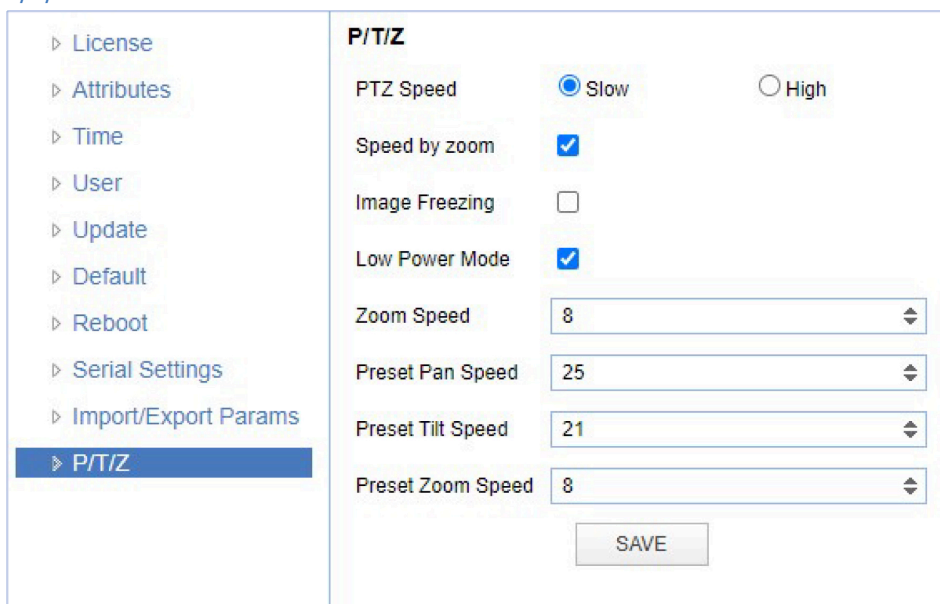 License
Attributes
Time
User
Update
Default
Reboot
Serial Settings
Import/Export Params
P/T/Z
P/T/Z
PTZ Speed Slow High
Speed by zoom
Image Freezing
Low Power Mode
Zoom Speed 8
Preset Pan Speed 25
Preset Tilt Speed 21
Preset Zoom Speed 8
SAVE